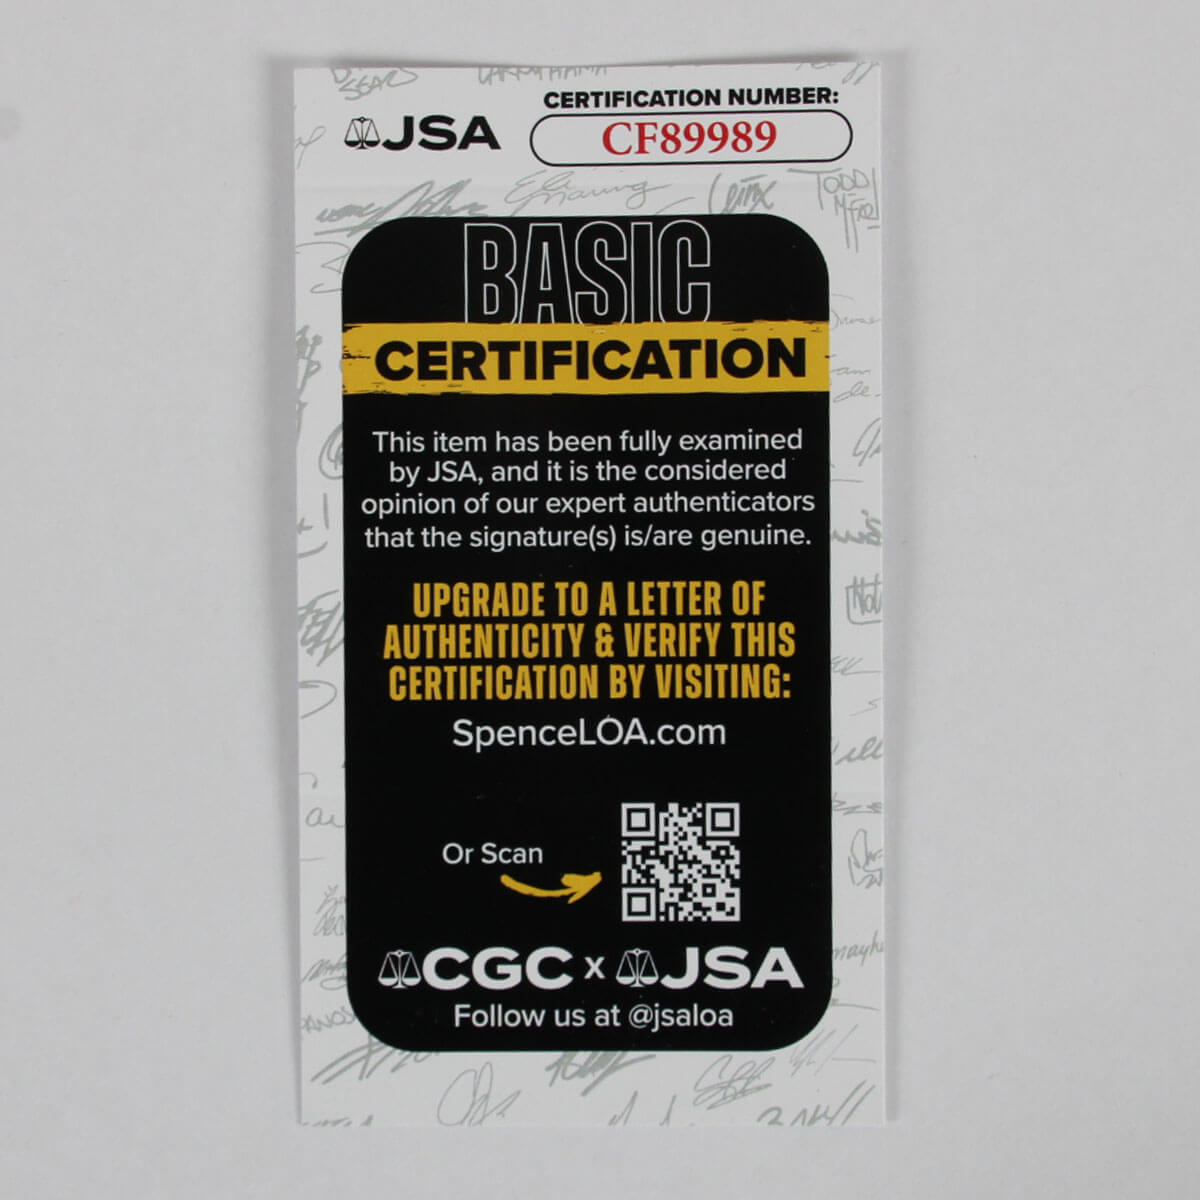 JSA
CERTIFICATION NUMBER:
CF89989
BASIC
CERTIFICATION
This item has been fully examined
by JSA, and it is the considered
opinion of our expert authenticators
that the signature(s) is/are genuine.
UPGRADE TO A LETTER OF
AUTHENTICITY & VERIFY THIS
CERTIFICATION BY VISITING:
SpenceLOA.com
Or Scan
CGC x JSA
Follow us at @jsaloa